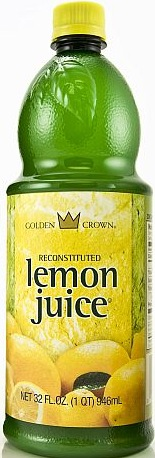 GOLDEN CROWN®
RECONSTITUTED
lemon
juice
NET 32 FL. OZ. (1 QT) 946mL